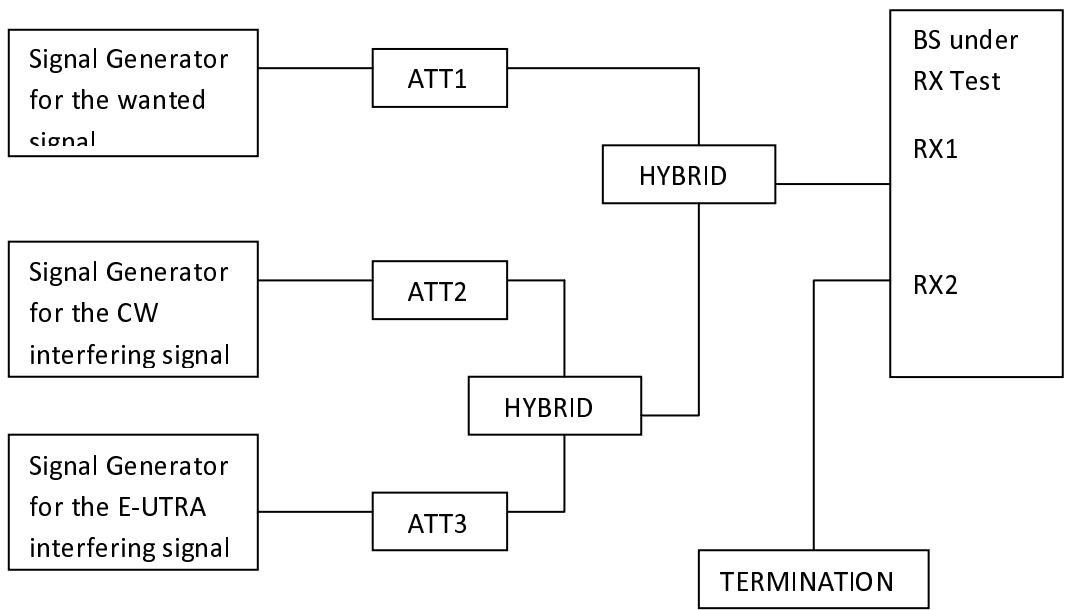 Signal Generator
for the wanted
signal
ATT1
HYBRID
BS under
RX Test
RX1
RX2
Signal Generator
for the CW
interfering signal
ATT2
HYBRID
Signal Generator
for the E-UTRA
interfering signal
ATT3
TERMINATION